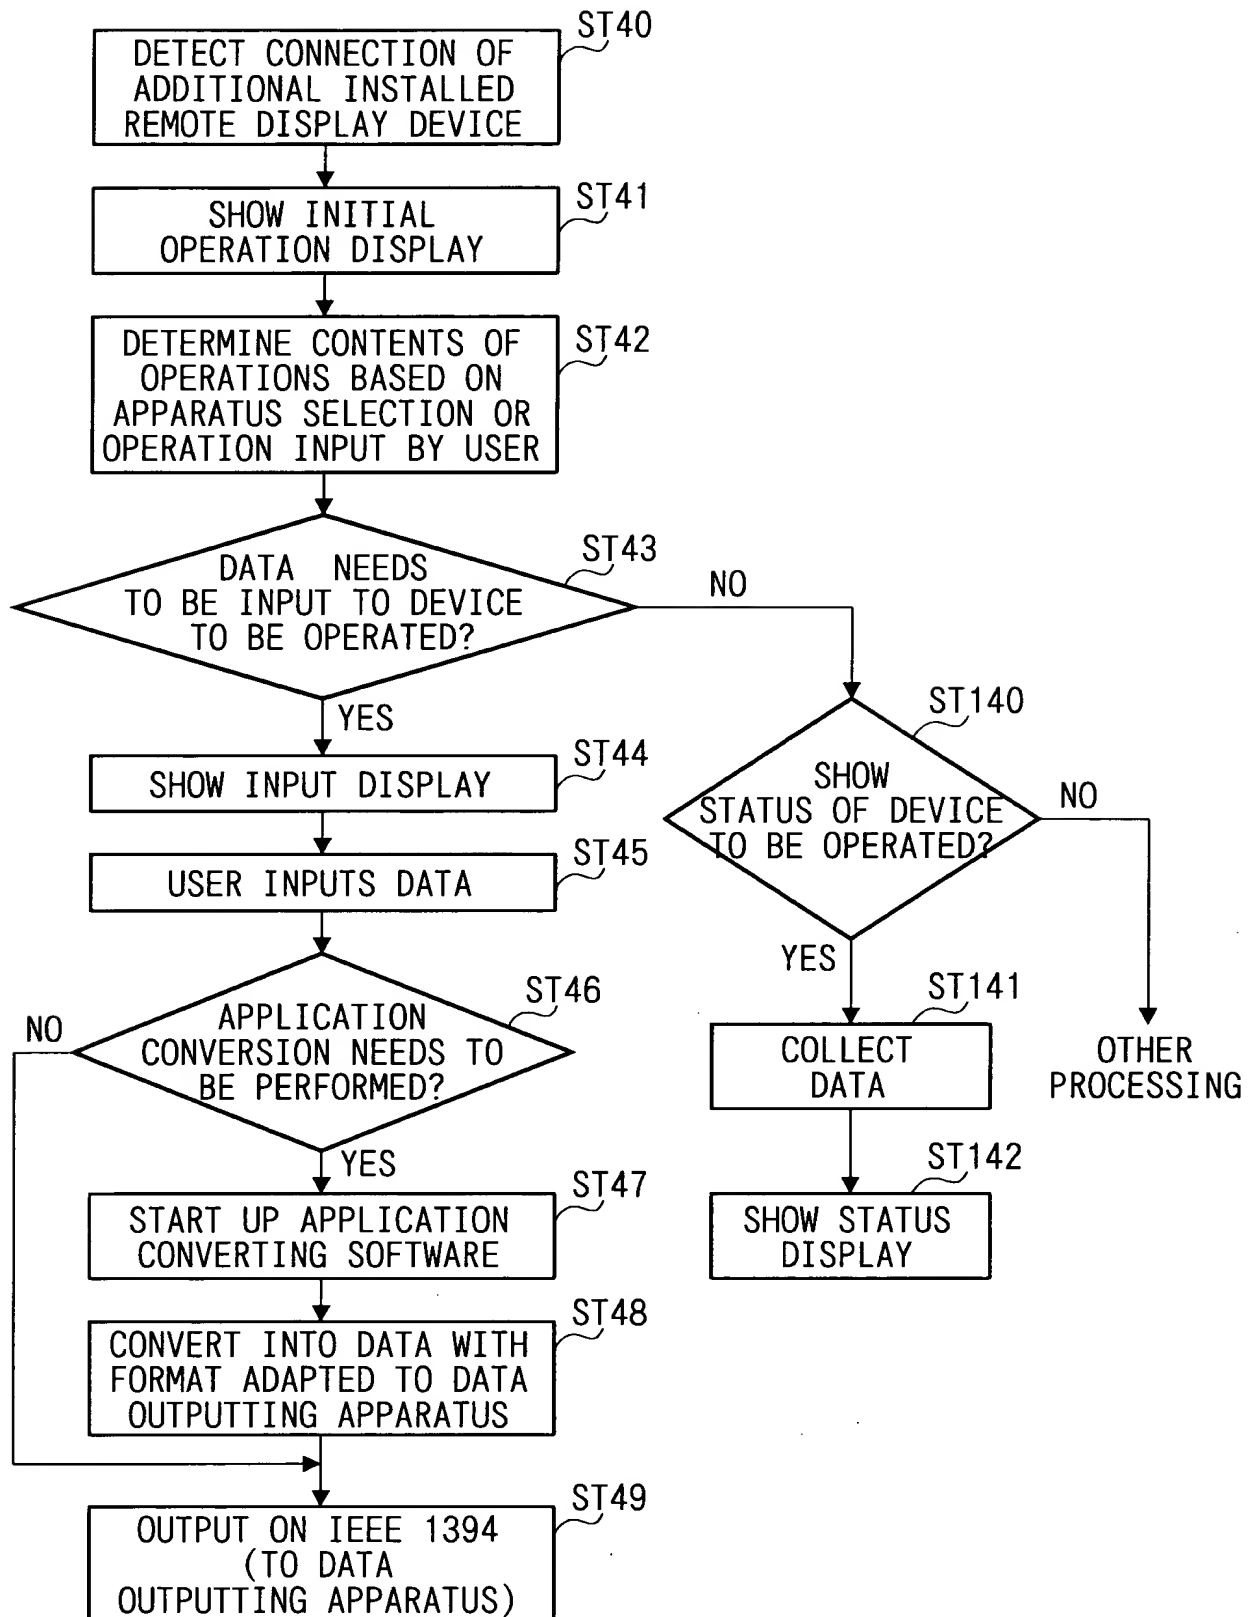 ST40
DETECT CONNECTION OF
ADDITIONAL INSTALLED
REMOTE DISPLAY DEVICE
ST41
SHOW INITIAL
OPERATION DISPLAY
ST42
DETERMINE CONTENTS OF
OPERATIONS BASED ON
APPARATUS SELECTION OR
OPERATION INPUT BY USER
ST43
DATA NEEDS
TO BE INPUT TO DEVICE
TO BE OPERATED?
NO
YES
ST44
SHOW INPUT DISPLAY
ST45
USER INPUTS DATA
ST46
APPLICATION
CONVERSION NEEDS TO
BE PERFORMED?
NO
YES
ST47
START UP APPLICATION
CONVERTING SOFTWARE
ST48
CONVERT INTO DATA WITH
FORMAT ADAPTED TO DATA
OUTPUTTING APPARATUS
ST49
OUTPUT ON IEEE 1394
(TO DATA
OUTPUTTING APPARATUS)
ST140
SHOW
STATUS OF DEVICE
TO BE OPERATED?
NO
YES
ST141
COLLECT
DATA
OTHER
PROCESSING
ST142
SHOW STATUS
DISPLAY